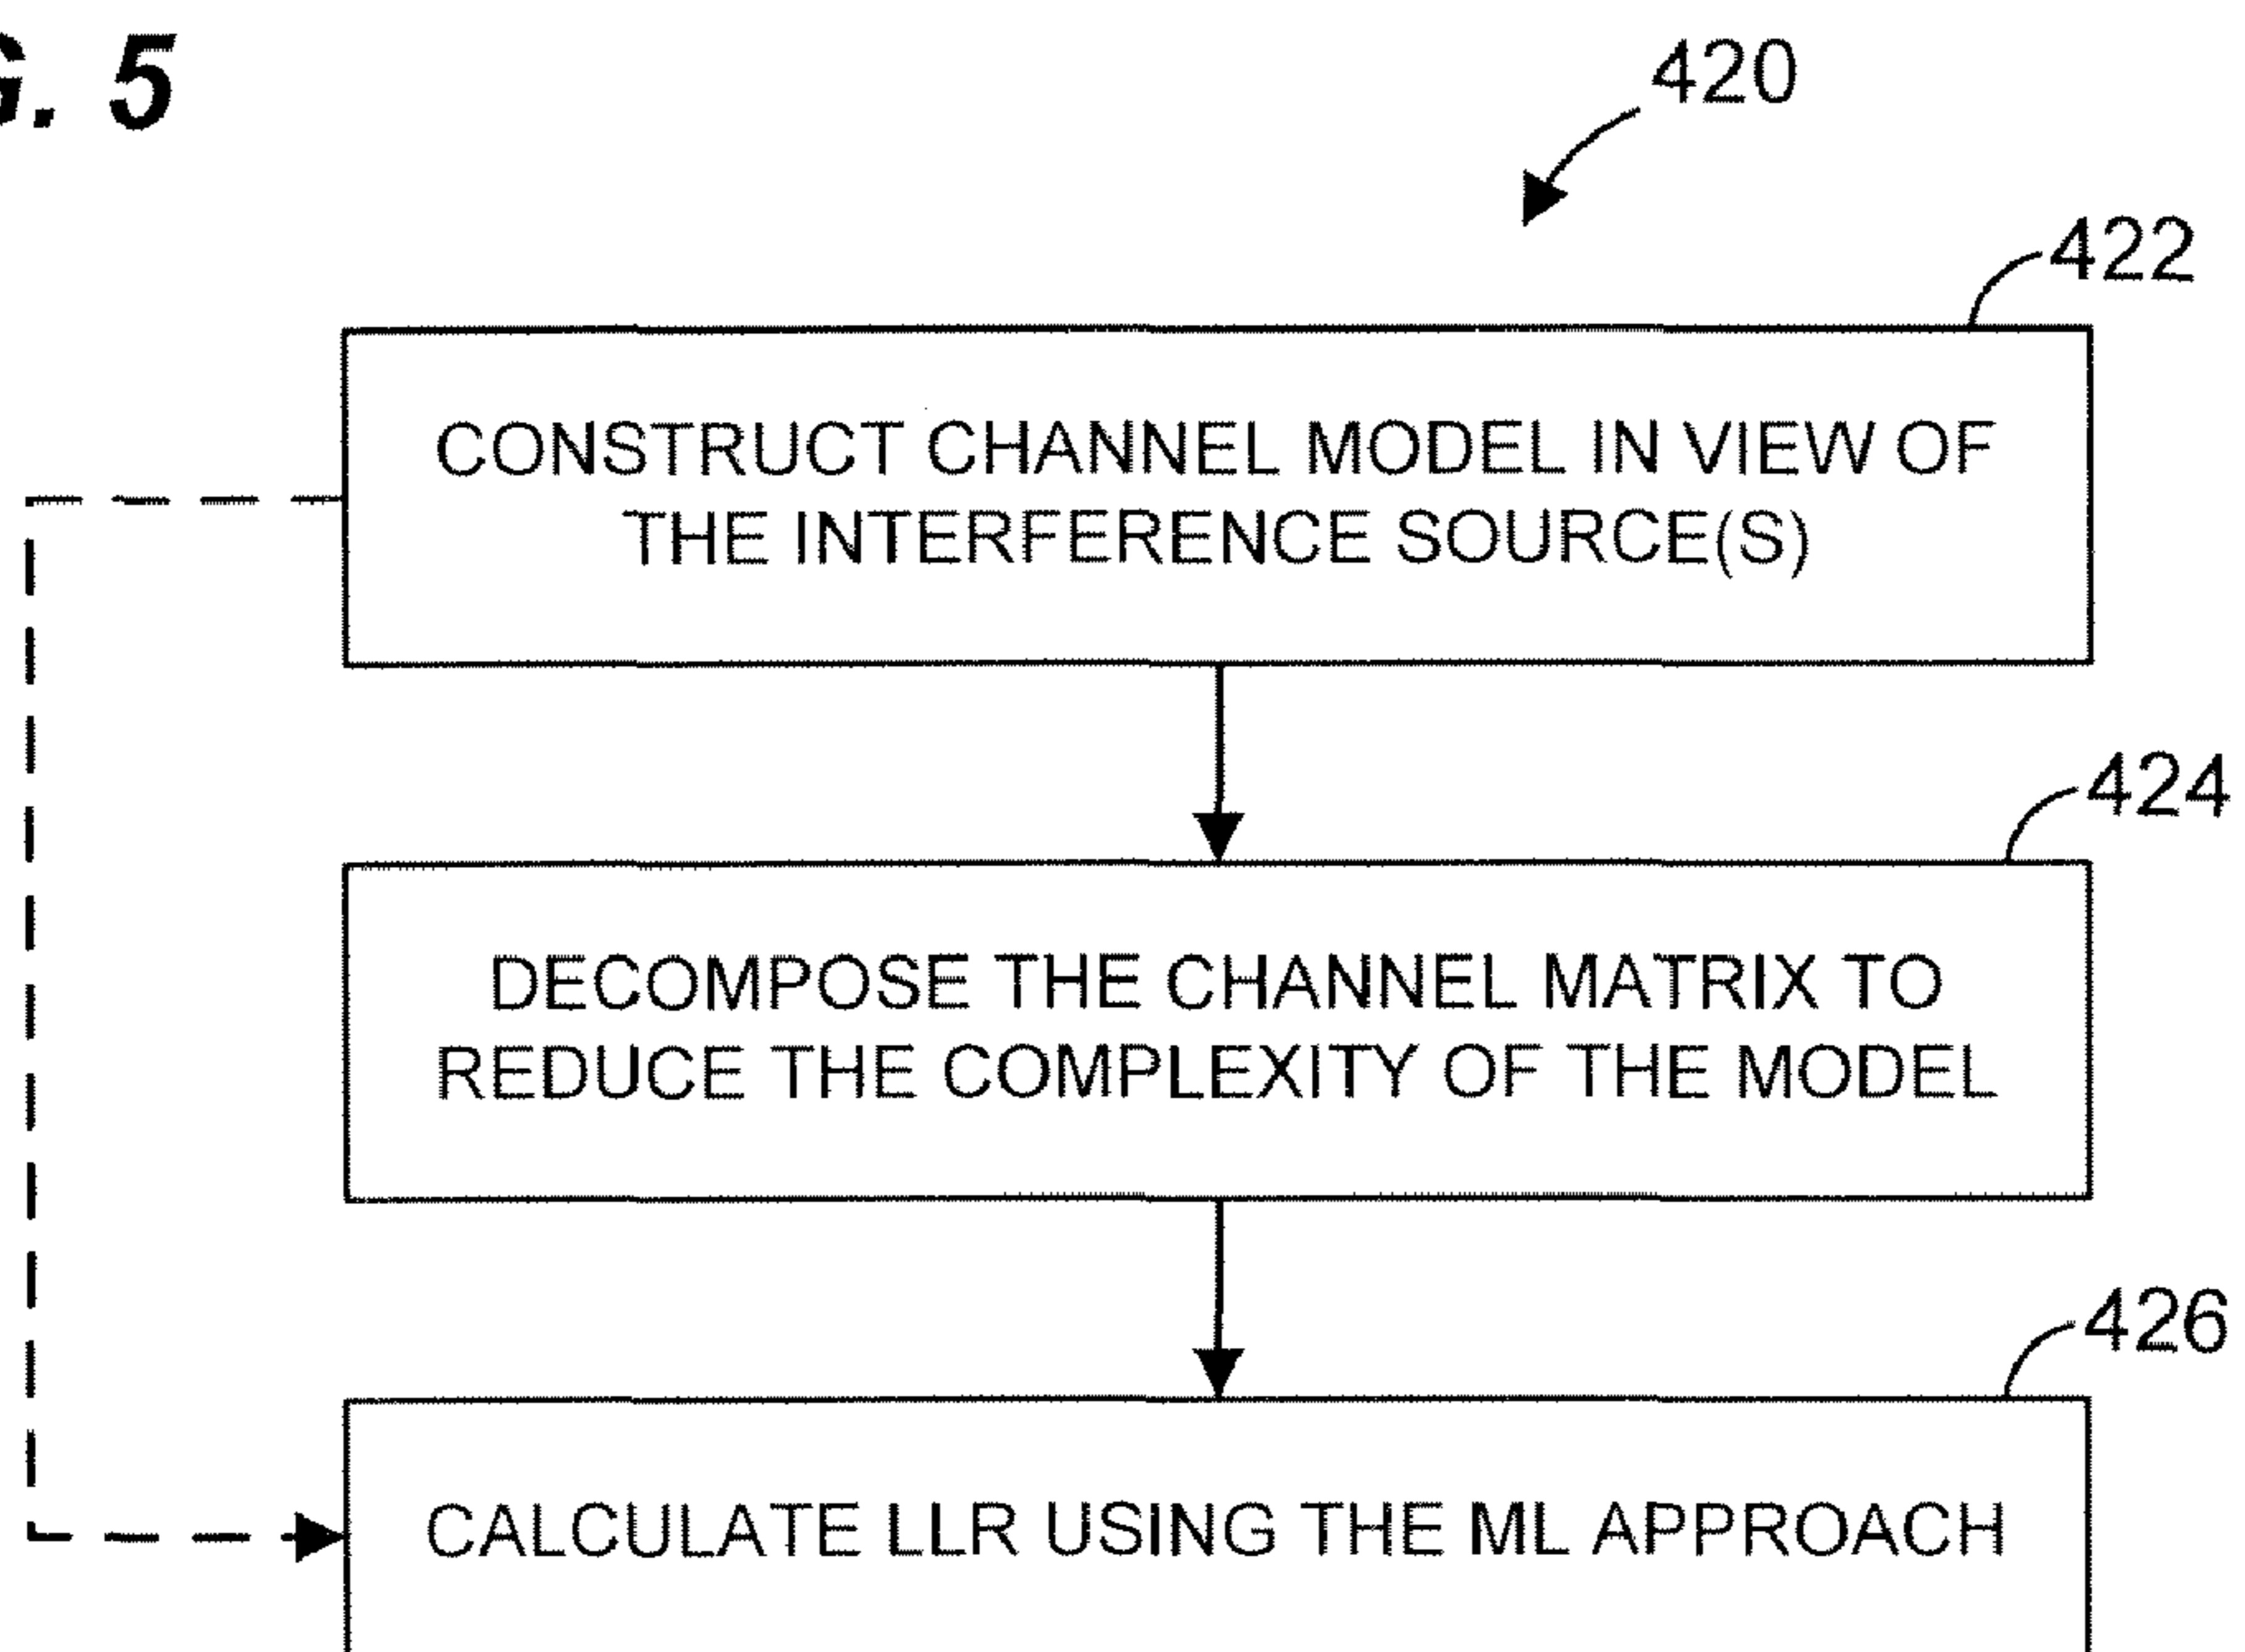 G. 5
420
422
CONSTRUCT CHANNEL MODEL IN VIEW OF
THE INTERFERENCE SOURCE(S)
424
DECOMPOSE THE CHANNEL MATRIX TO
REDUCE THE COMPLEXITY OF THE MODEL
426
CALCULATE LLR USING THE ML APPROACH